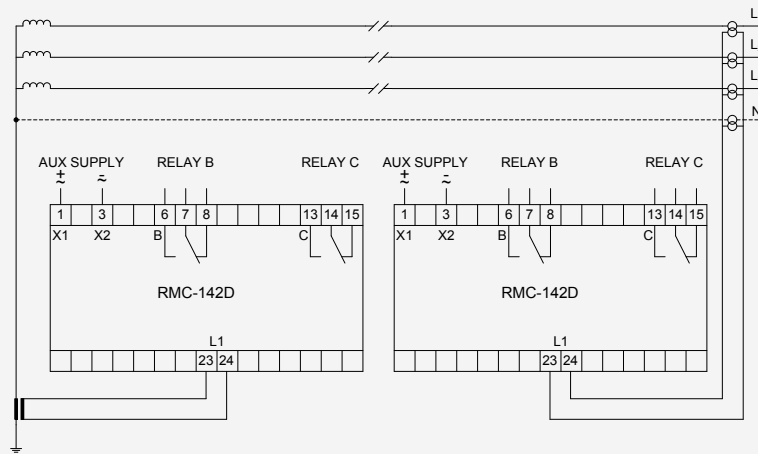 L
L
L
N
AUX SUPPLY RELAY B RELAY C AUX SUPPLY RELAY B RELAY C
+ - + -
~ ~ ~ ~
1 3 6 7 8 13 14 15 1 3 6 7 8 13 14 15
X1 X2 B C X1 X2 B C
RMC-142D RMC-142D
L1 L1
23 24 23 24